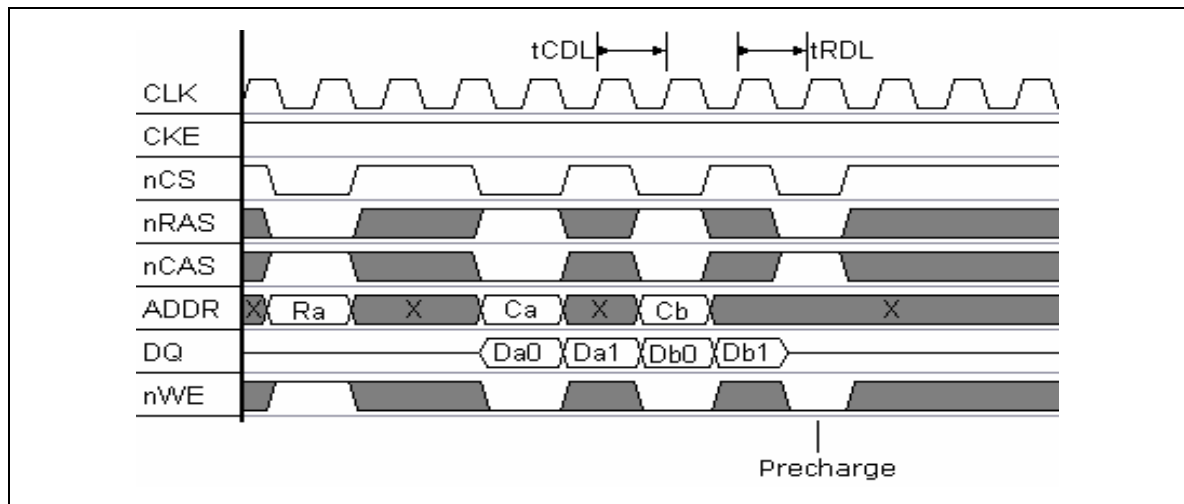 tCDL tRDL
CLK
CKE
nCS
nRAS
nCAS
ADDR X Ra X Ca X Cb X
DQ Da0 Da1 Db0 Db1
nWE
Precharge